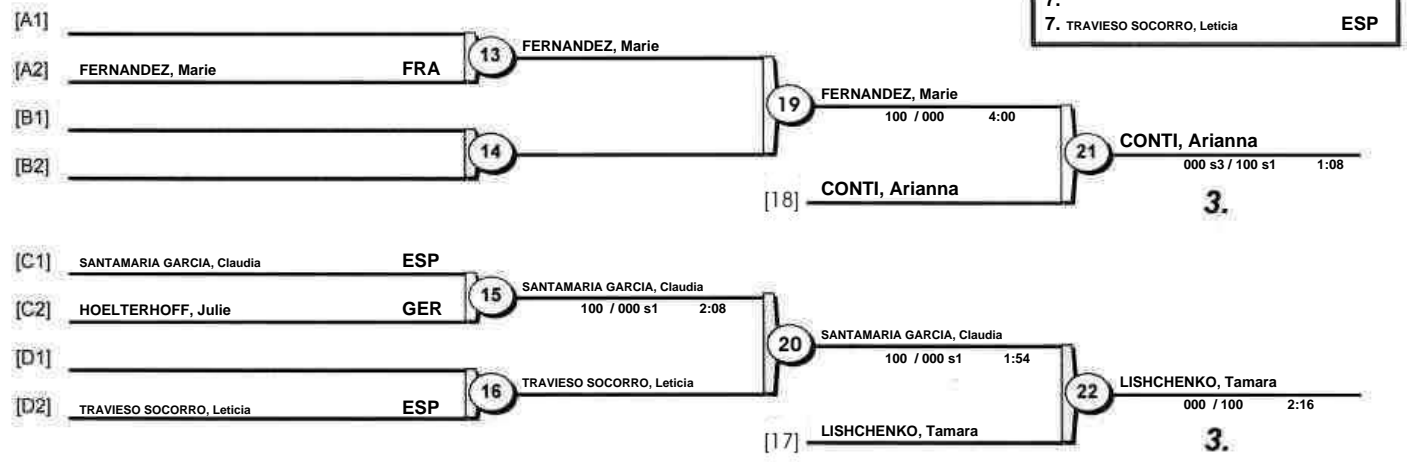 7.
7. TRAVIESO SOCORRO, Leticia ESP
[A1]
[A2] FERNANDEZ, Marie FRA
13 FERNANDEZ, Marie
[B1]
[B2]
14
19 FERNANDEZ, Marie
100 / 000 4:00
[18] CONTI, Arianna
21 CONTI, Arianna
000 s3 / 100 s1 1:08
3.
[C1] SANTAMARIA GARCIA, Claudia ESP
[C2] HOELTERHOFF, Julie GER
15 SANTAMARIA GARCIA, Claudia
100 / 000 s1 2:08
[D1]
[D2] TRAVIESO SOCORRO, Leticia ESP
16 TRAVIESO SOCORRO, Leticia
20 SANTAMARIA GARCIA, Claudia
100 / 000 s1 1:54
[17] LISHCHENKO, Tamara
22 LISHCHENKO, Tamara
000 / 100 2:16
3.